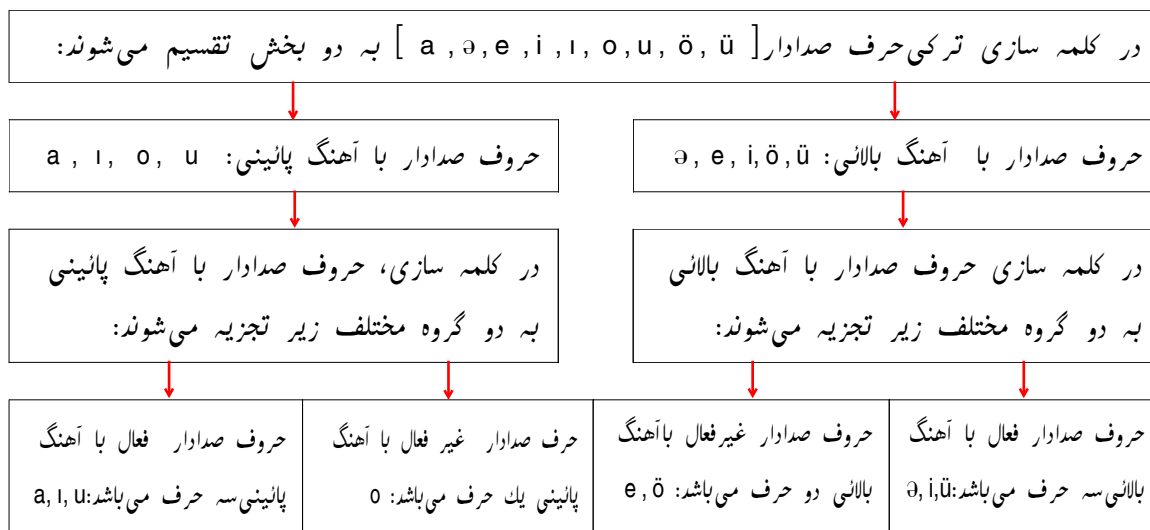 در کلمه سازی ترکی حرف صدادار [ a , ə , e , i , ı , o , u , ö , ü ] به دو بخش تقسیم می‌شوند:
حروف صدادار با آهنگ بالائی: ə , e , i , ö , ü
حروف صدادار با آهنگ پائینی: a , ı , o , u
در کلمه سازی حروف صدادار با آهنگ بالائی
به دو گروه مختلف زیر تجزیه می‌شوند:
در کلمه سازی، حروف صدادار با آهنگ پائینی
به دو گروه مختلف زیر تجزیه می‌شوند:
حروف صدادار فعال با آهنگ
بالائی سه حرف می‌باشد: ə, i, ü
حروف صدادار غیر فعال با آهنگ
بالائی دو حرف می‌باشد: e , ö
حرف صدادار غیر فعال با آهنگ
پائینی یك حرف می‌باشد: o
حروف صدادار فعال با آهنگ
پائینی سه حرف می‌باشد: a, ı, u